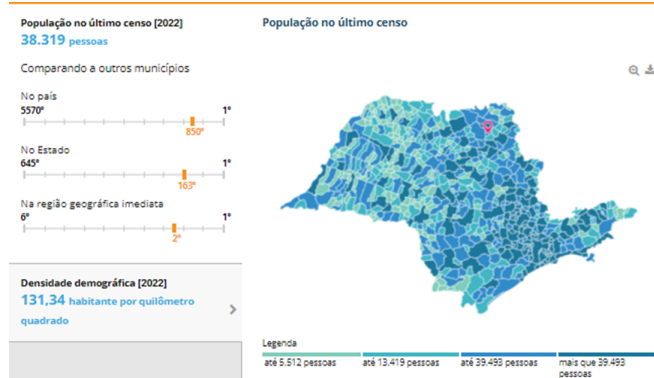 População no último censo [2022]
38.319 pessoas
Comparando a outros municípios
No país
5570º
1º
850º
No Estado
645º
1º
163º
Na região geográfica imediata
6º
1º
2º
Densidade demográfica [2022]
131,34 habitante por quilômetro
quadrado
População no último censo
Legenda
até 5.512 pessoas
até 13.419 pessoas
até 39.493 pessoas
mais que 39.493
pessoas